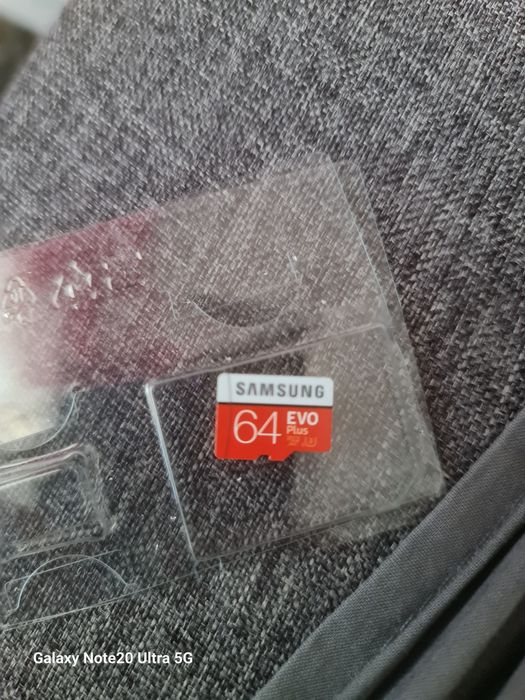 SAMSUNG
64 EVO
Plus
Galaxy Note20 Ultra 5G